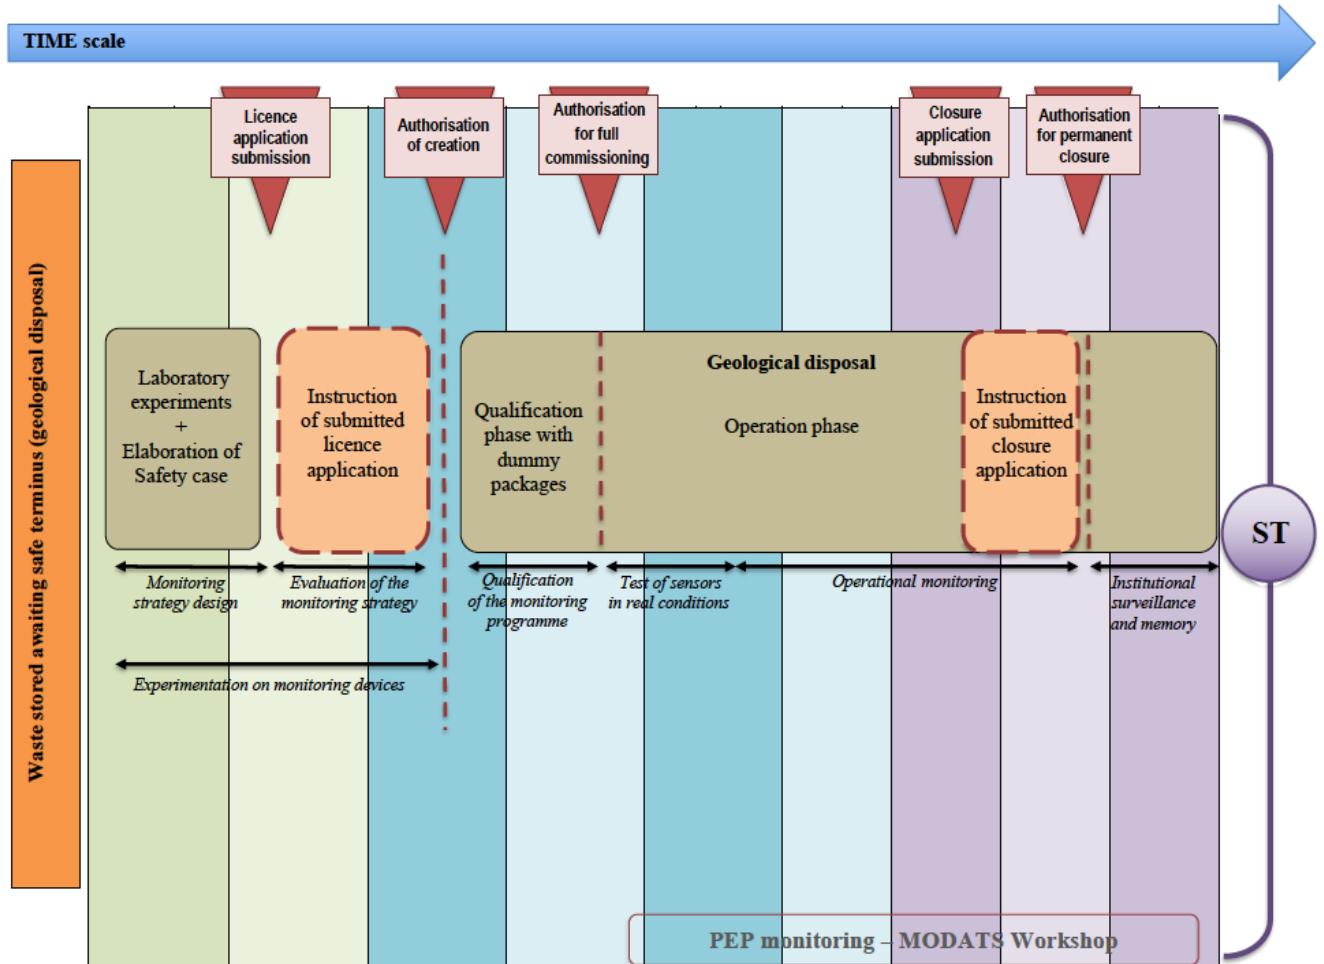 TIME scale
Licence
application
submission
Authorisation
of creation
Authorisation
for full
commissioning
Closure
application
submission
Authorisation
for permanent
closure
Waste stored awaiting safe terminus (geological disposal)
Laboratory
experiments
+
Elaboration of
Safety case
Instruction
of submitted
licence
application
Qualification
phase with
dummy
packages
Geological disposal
Operation phase
Instruction
of submitted
closure
application
ST
Monitoring
strategy design
Evaluation of the
monitoring strategy
Qualification
of the monitoring
programme
Test of sensors
in real conditions
Operational monitoring
Institutional
surveillance
and memory
Experimentation on monitoring devices
PEP monitoring – MODATS Workshop